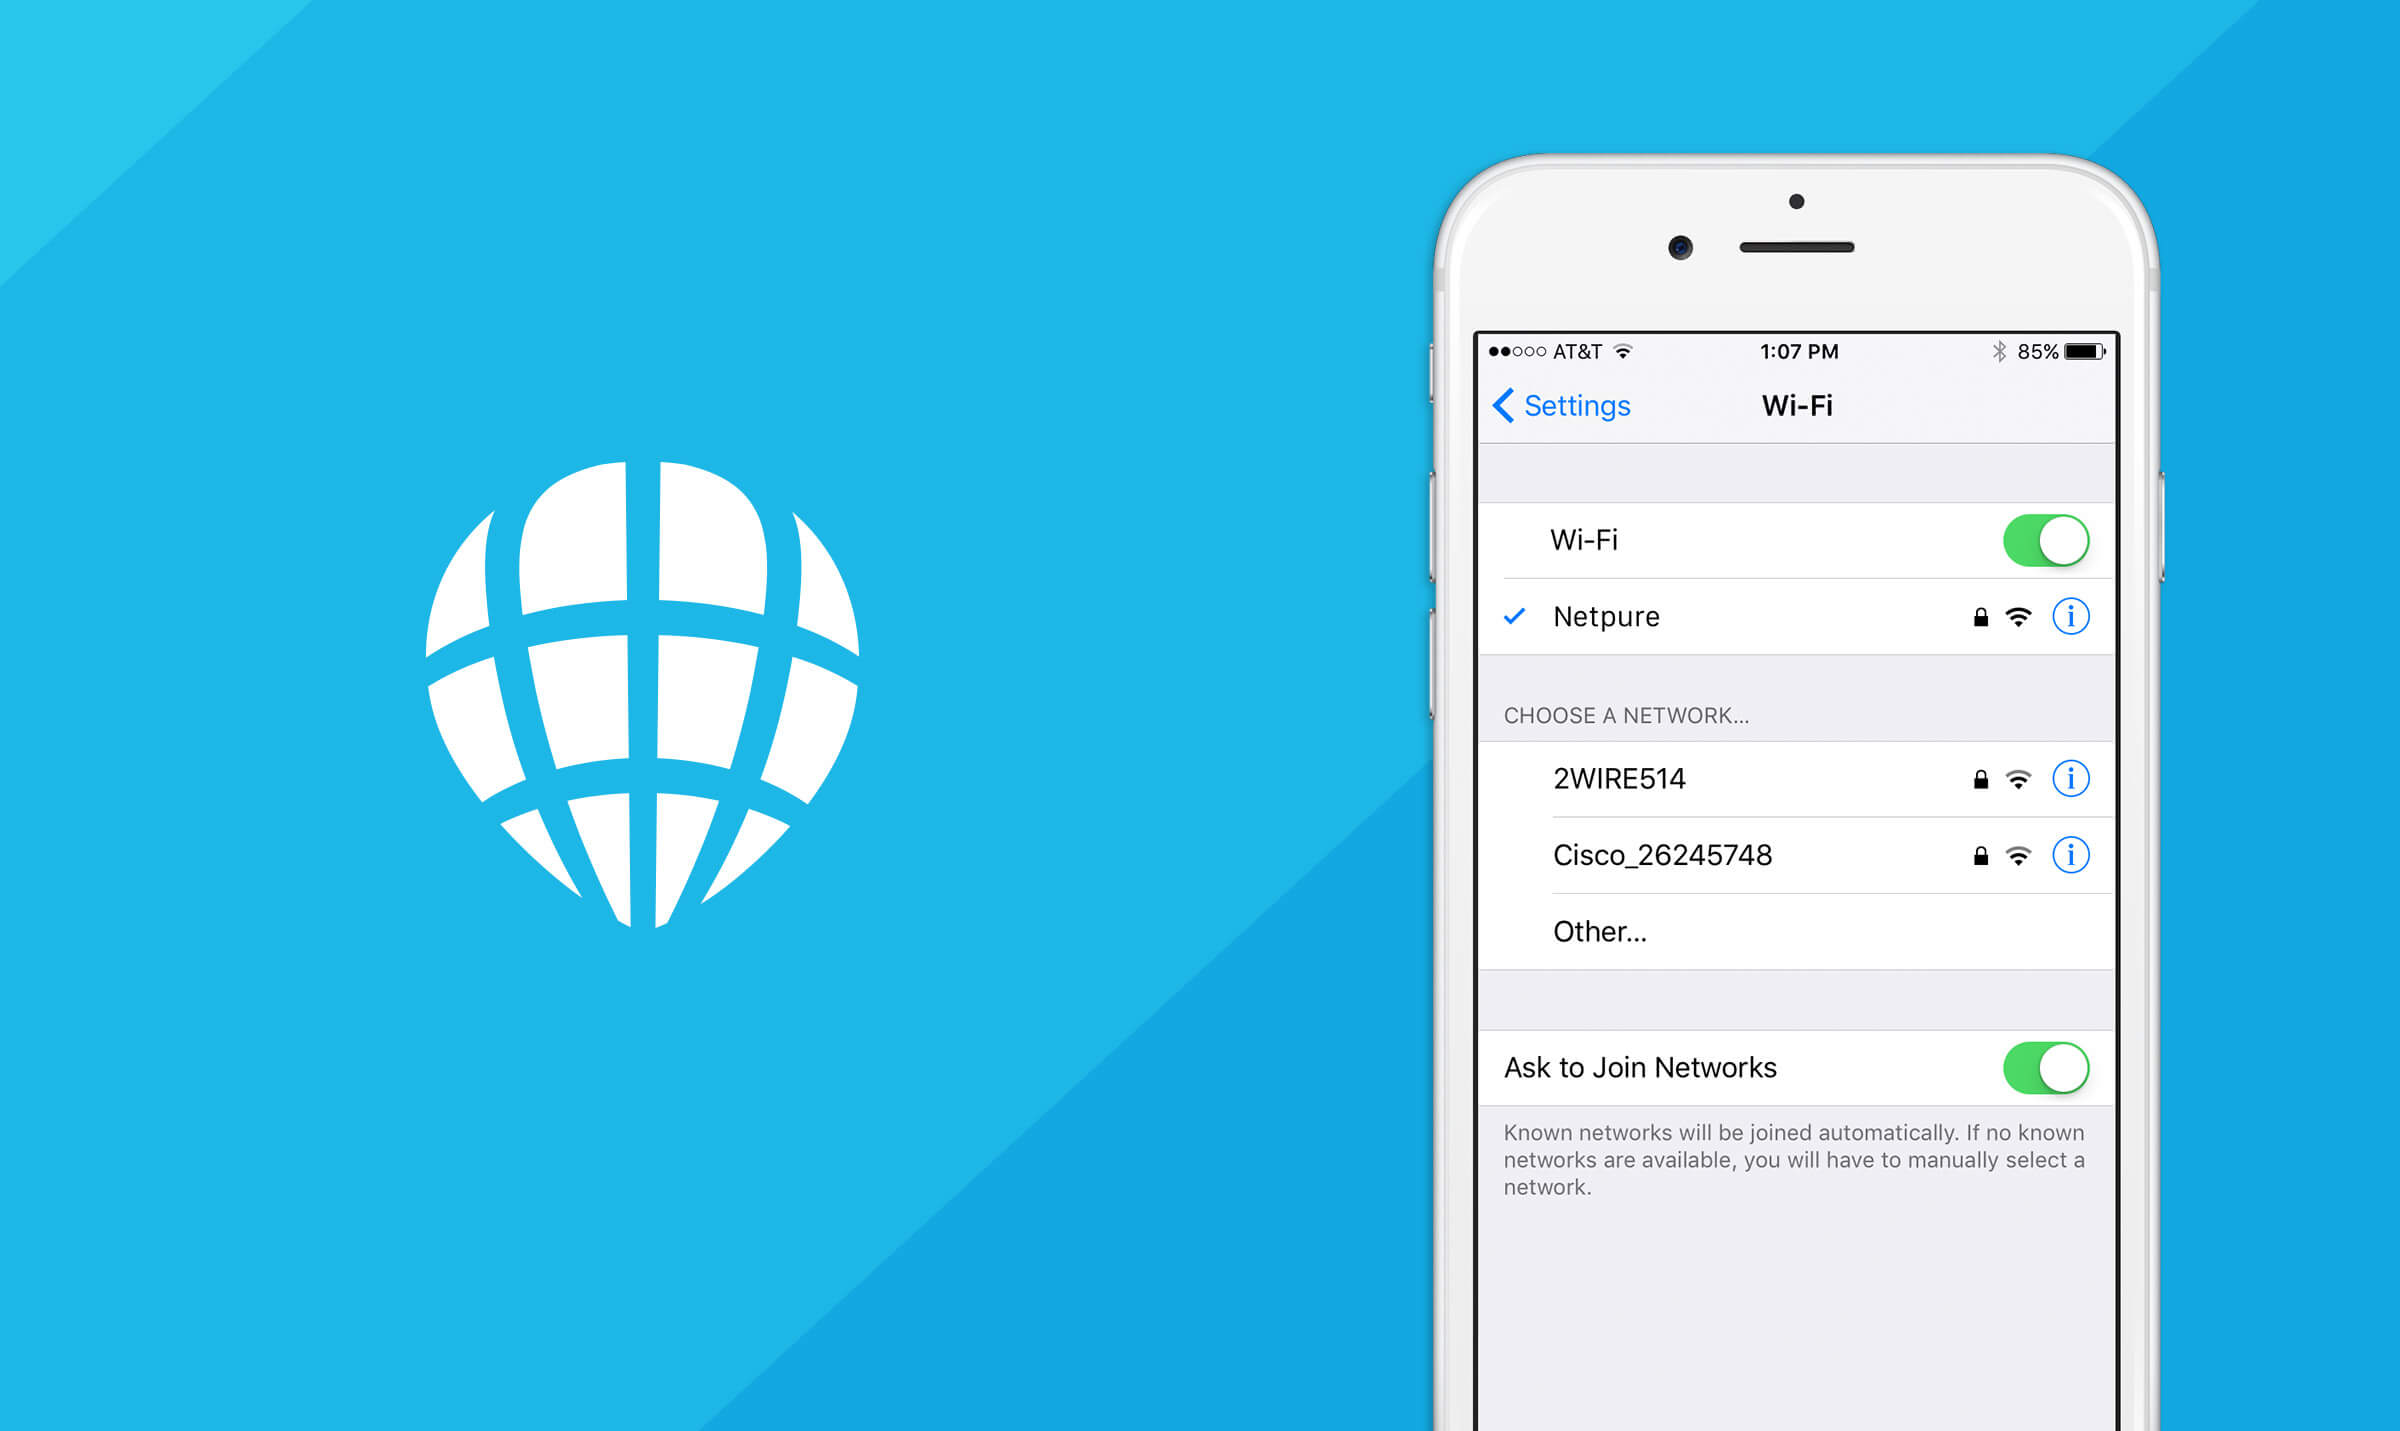 AT&T 1:07 PM 85%
Settings Wi-Fi
Wi-Fi
Netpure
CHOOSE A NETWORK...
2WIRE514
Cisco_26245748
Other...
Ask to Join Networks
Known networks will be joined automatically. If no known
networks are available, you will have to manually select a
network.